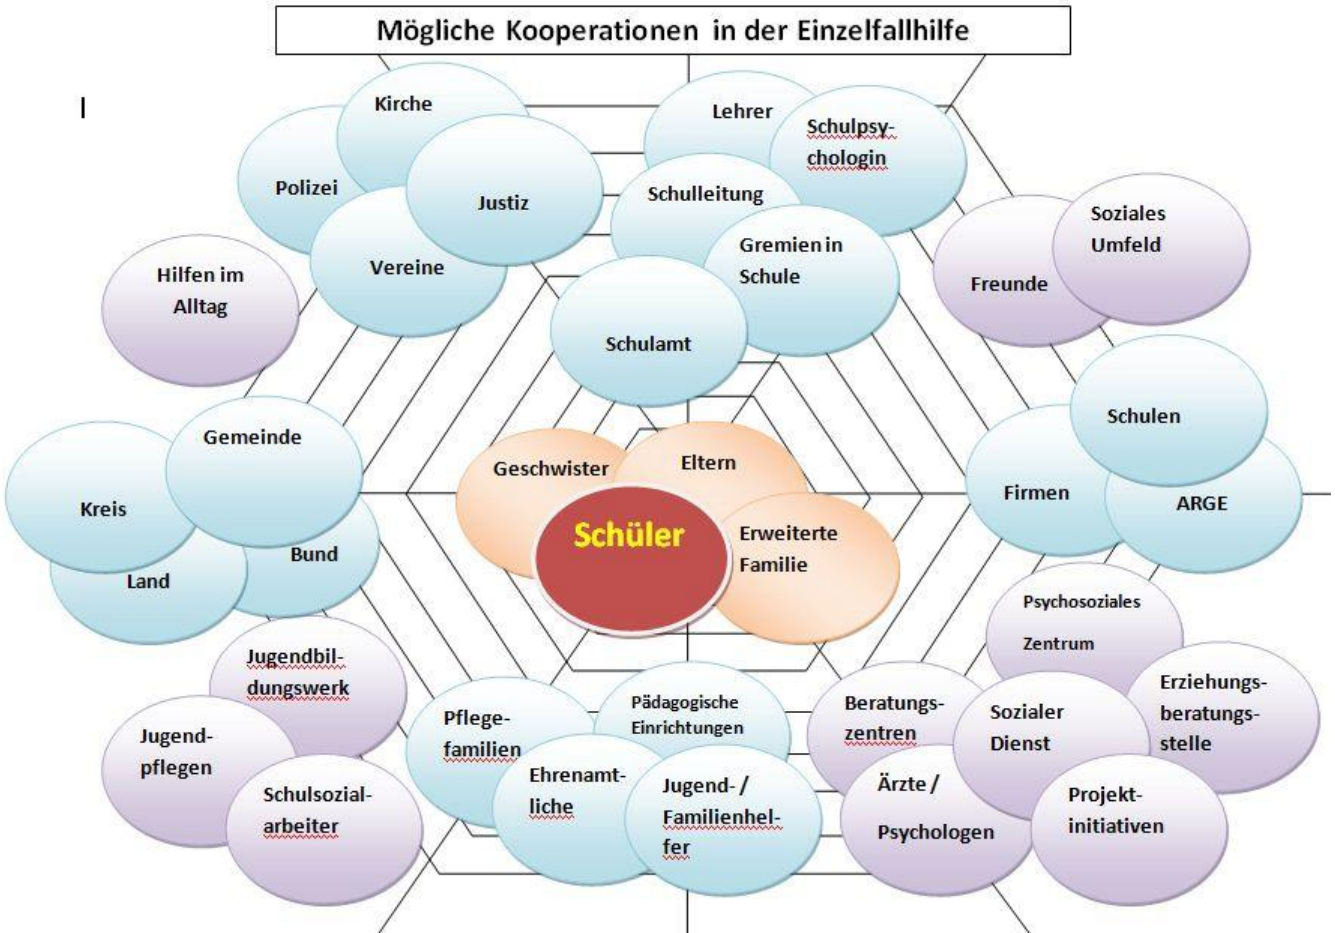 Mögliche Kooperationen in der Einzelfallhilfe
Kirche
Polizei
Justiz
Vereine
Lehrer
Schulpsy-
chologin
Schulleitung
Gremien in
Schule
Schulamt
Soziales
Umfeld
Freunde
Hilfen im
Alltag
Gemeinde
Kreis
Bund
Land
Geschwister
Eltern
Schüler
Erweiterte
Familie
Schulen
Firmen
ARGE
Jugendbil-
dungswerk
Jugend-
pflegen
Schulsozial-
arbeiter
Pflege-
familien
Pädagogische
Einrichtungen
Ehrenamt-
liche
Jugend- /
Familienhel-
fer
Psychosoziales
Zentrum
Beratungs-
zentren
Sozialer
Dienst
Erziehungs-
beratungs-
stelle
Ärzte /
Psychologen
Projekt-
initiativen